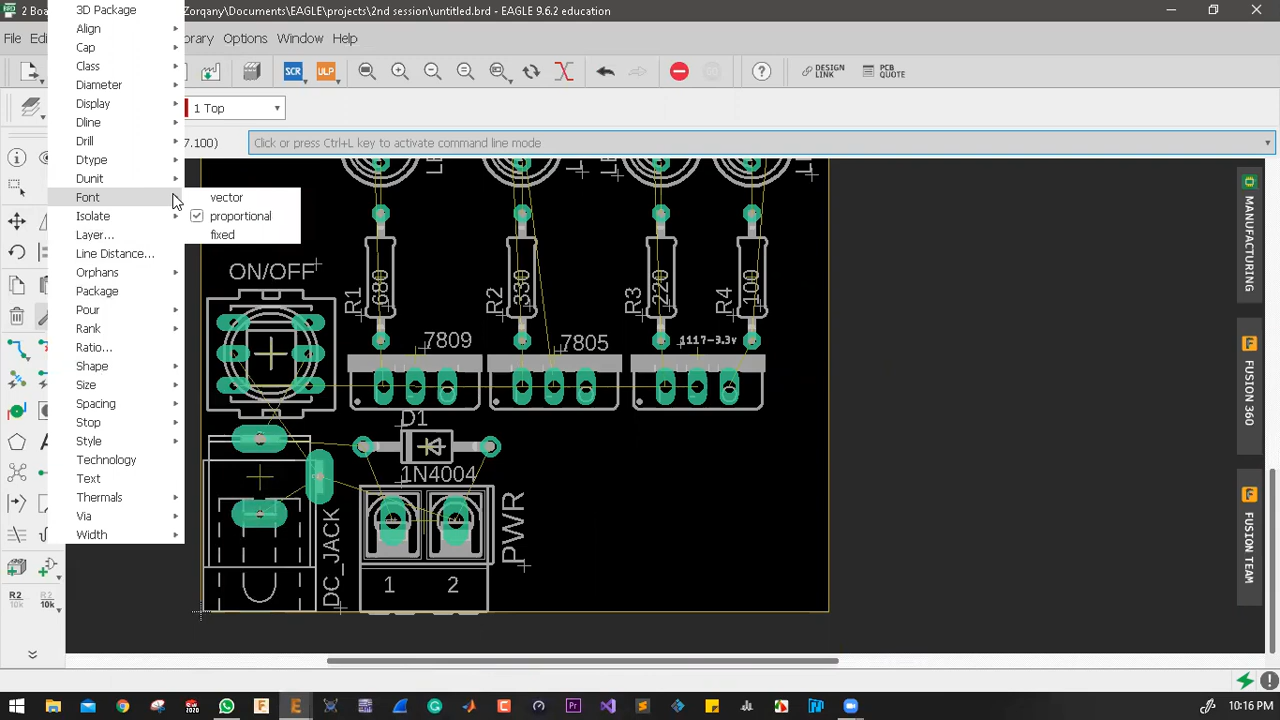 2 Boa
Zorqany\Documents\EAGLE\projects\2nd session\untitled.brd - EAGLE 9.6.2 education
File
Edi
rary
Options
Window
Help
SCR
ULP
DESIGN LINK
PCB QUOTE
1 Top
7.100)
Click or press Ctrl+L key to activate command line mode
3D Package
Align
Cap
Class
Diameter
Display
Dline
Drill
Dtype
Dunit
Font
Isolate
Layer...
Line Distance...
Orphans
Package
Pour
Rank
Ratio...
Shape
Size
Spacing
Stop
Style
Technology
Text
Thermals
Via
Width
vector
proportional
fixed
ON/OFF
R1
680
R2
330
R3
220
R4
100
7809
7805
1117-3.3v
D1
1N4004
DC_JACK
PWR
1
2
R2
10k
R2
10k
MANUFACTURING
FUSION 360
FUSION TEAM
10:16 PM